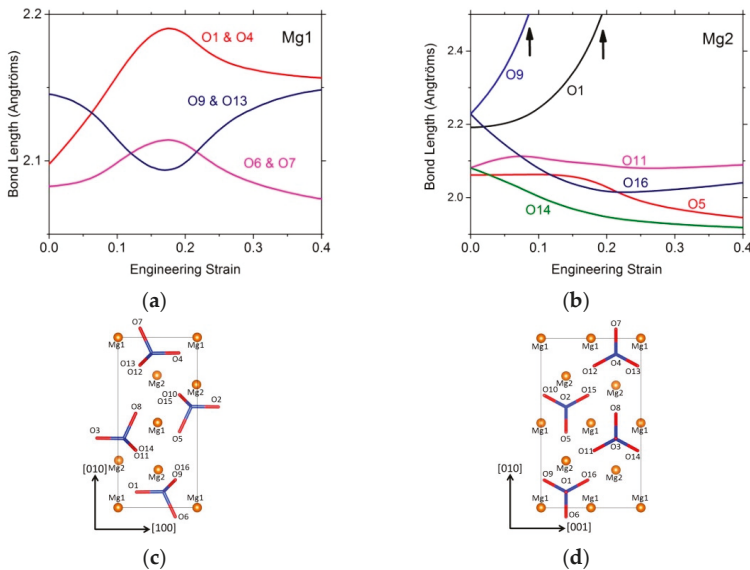 (a)
2.2
2.1
Bond Length (Angtröms)
Mg1
O1 & O4
O9 & O13
O6 & O7
0.0 0.1 0.2 0.3 0.4
Engineering Strain
(b)
2.4
2.2
2.0
Bond Length (Angtröms)
Mg2
O9
O1
O11
O16
O5
O14
0.0 0.1 0.2 0.3 0.4
Engineering Strain
(a)
(b)
O7
Mg1 Mg1
O13 O4
O12
Mg2
O10 Mg2
O15 O2
O3 O8 Mg1
O5
O14
O11
Mg2 O16
Mg2 O9
O1
Mg1 Mg1
O6
[010]
[100]
O7
Mg1 Mg1 Mg1
O4
O12 O13
Mg2
O10 O15 Mg2
O2
O8
Mg1 Mg1 Mg1
O5
O11 O3 O14
Mg2
O9 O16 Mg2
O1
Mg1 Mg1 Mg1
O6
[010]
[001]
(c)
(d)